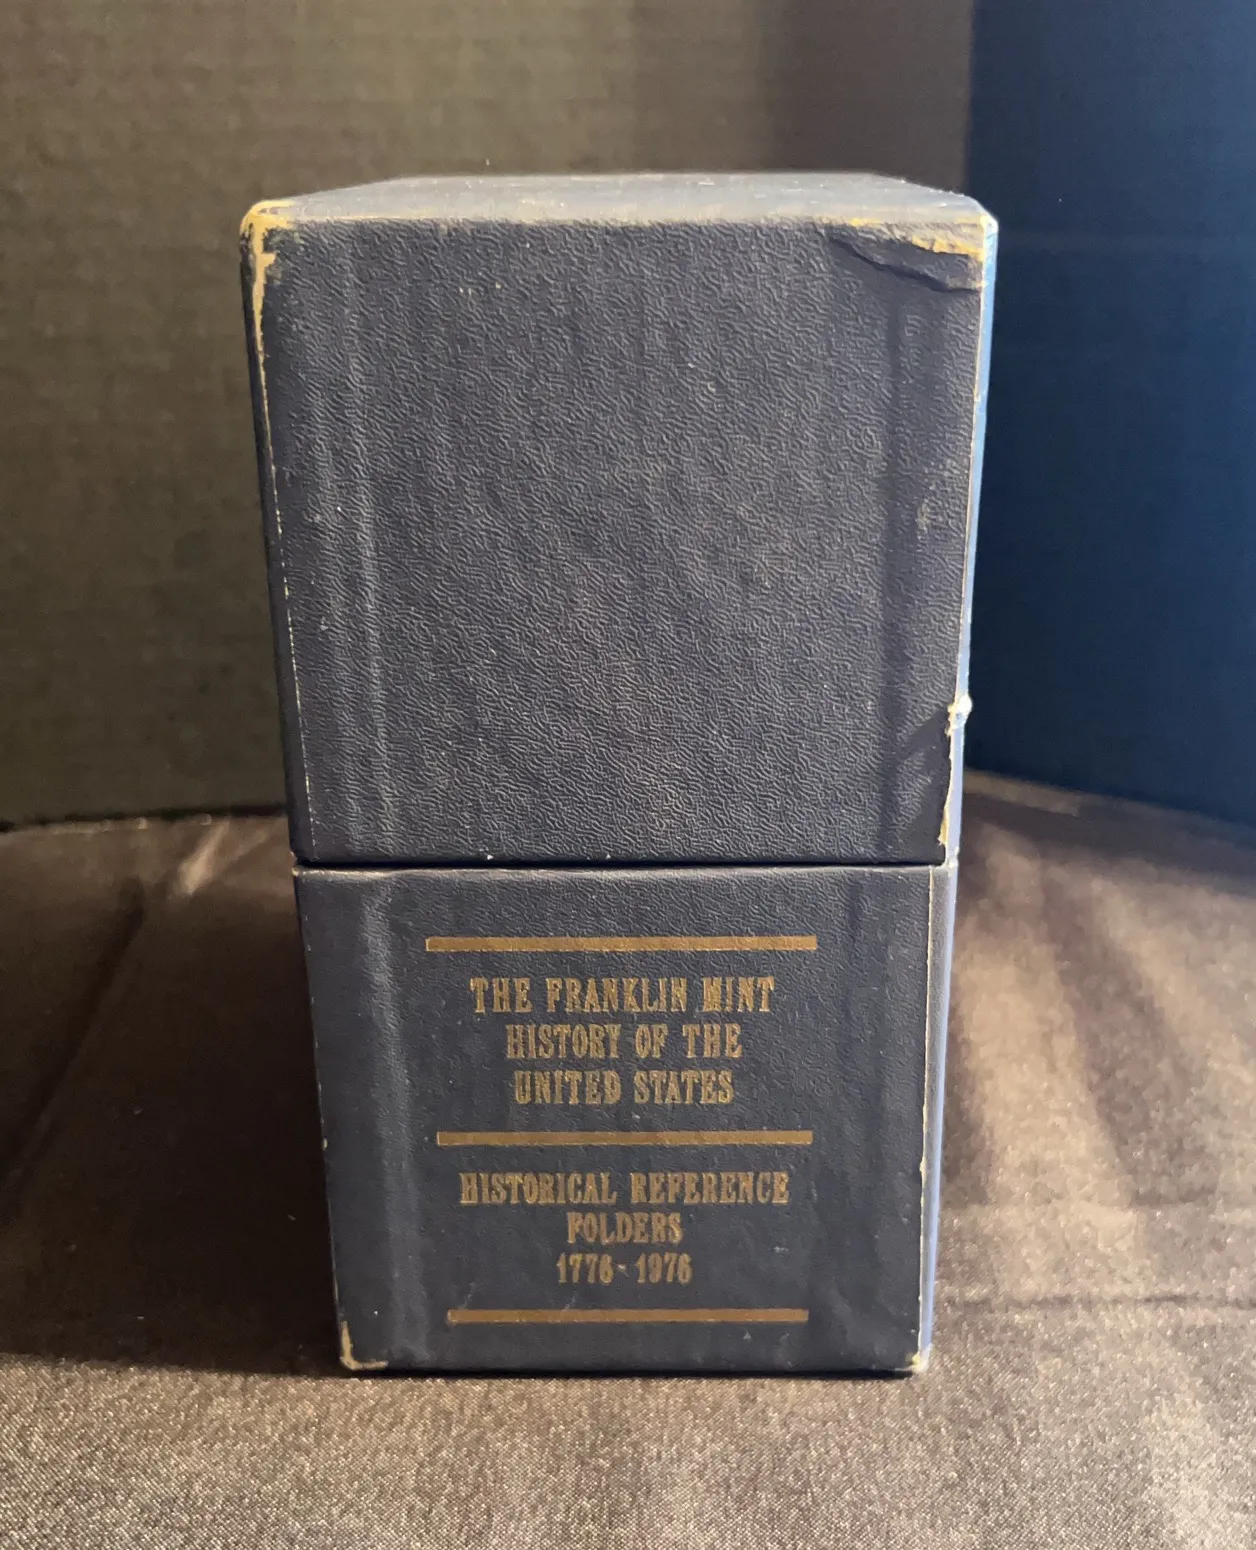 THE FRANKLIN MINT
HISTORY OF THE
UNITED STATES
HISTORICAL REFERENCE
FOLDERS
1776-1976